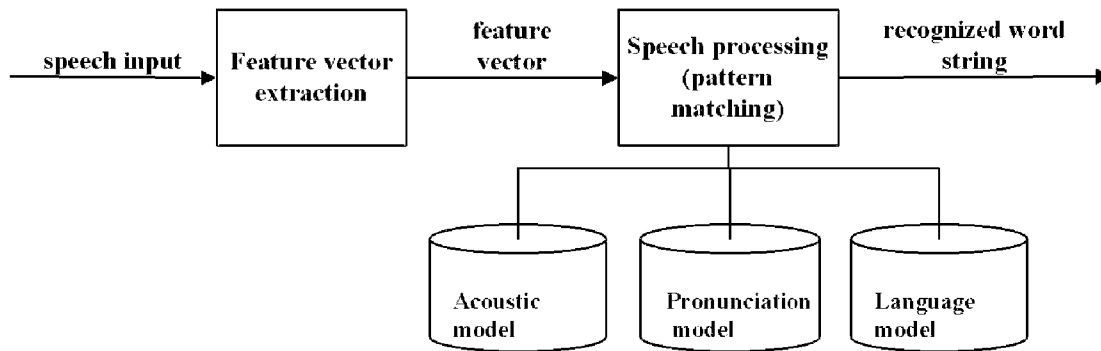 speech input
Feature vector
extraction
feature
vector
Speech processing
(pattern
matching)
recognized word
string
Acoustic
model
Pronunciation
model
Language
model